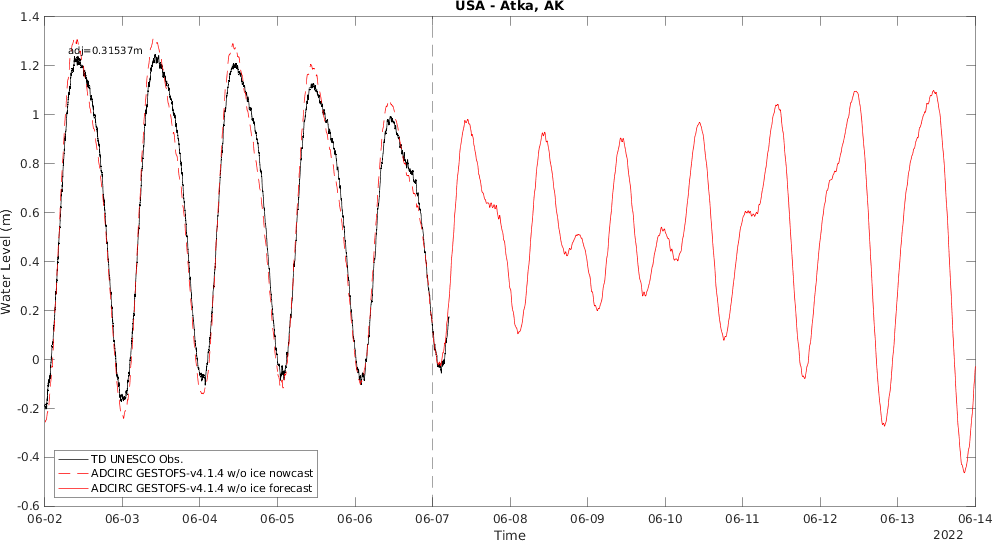 USA - Atka, AK
adj=0.31537m
Water Level (m)
1.4
1.2
1
0.8
0.6
0.4
0.2
0
-0.2
-0.4
-0.6
TD UNESCO Obs.
ADCIRC GESTOFS-v4.1.4 w/o ice nowcast
ADCIRC GESTOFS-v4.1.4 w/o ice forecast
06-02 06-03 06-04 06-05 06-06 06-07 06-08 06-09 06-10 06-11 06-12 06-13 06-14
Time
2022